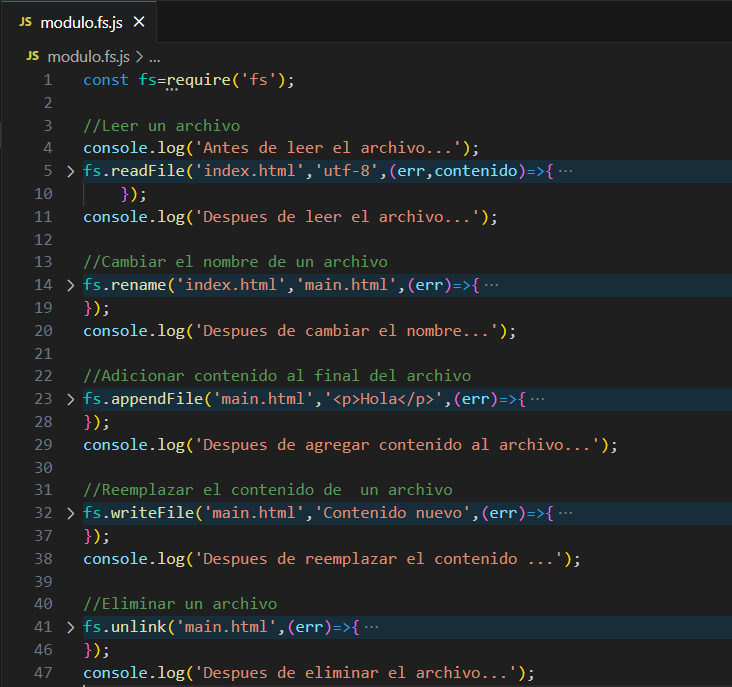 JS modulo.fs.js ×
JS modulo.fs.js > ...
1 const fs=require('fs');
2
3 //Leer un archivo
4 console.log('Antes de leer el archivo...');
5 > fs.readFile('index.html','utf-8',(err,contenido)=>{ ···
10 });
11 console.log('Despues de leer el archivo...');
12
13 //Cambiar el nombre de un archivo
14 > fs.rename('index.html','main.html',(err)=>{ ···
19 });
20 console.log('Despues de cambiar el nombre...');
21
22 //Adicionar contenido al final del archivo
23 > fs.appendFile('main.html','<p>Hola</p>',(err)=>{ ···
28 });
29 console.log('Despues de agregar contenido al archivo...');
30
31 //Reemplazar el contenido de  un archivo
32 > fs.writeFile('main.html','Contenido nuevo',(err)=>{ ···
37 });
38 console.log('Despues de reemplazar el contenido ...');
39
40 //Eliminar un archivo
41 > fs.unlink('main.html',(err)=>{ ···
46 });
47 console.log('Despues de eliminar el archivo...');